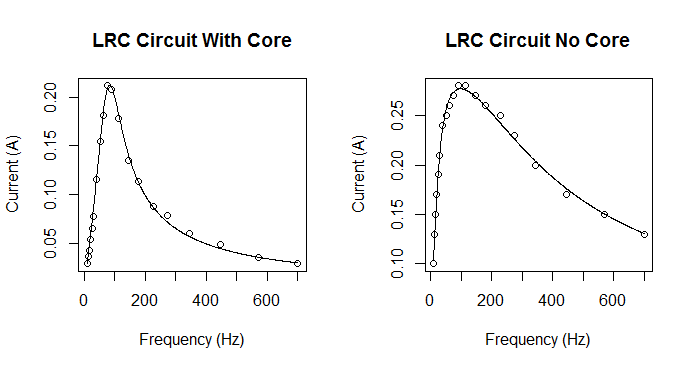 LRC Circuit With Core
Current (A)
0.20
0.15
0.10
0.05
0 200 400 600
Frequency (Hz)
LRC Circuit No Core
Current (A)
0.25
0.20
0.15
0.10
0 200 400 600
Frequency (Hz)